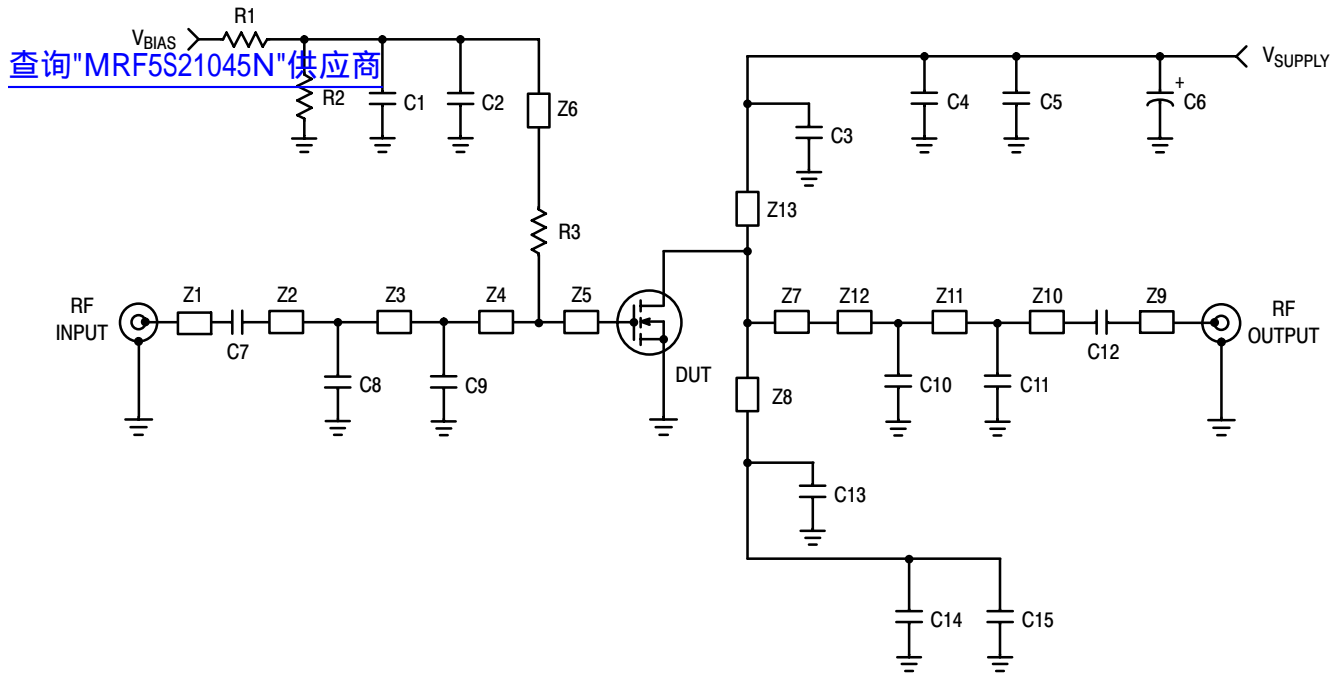 R1
V_BIAS
查询"MRF5S21045N"供应商
R2
C1
C2
Z6
R3
V_SUPPLY
C4
C5
+
C6
C3
Z13
RF
INPUT
Z1
C7
Z2
Z3
Z4
Z5
C8
C9
DUT
Z7
Z12
Z11
Z10
Z9
C12
RF
OUTPUT
C10
C11
Z8
C13
C14
C15